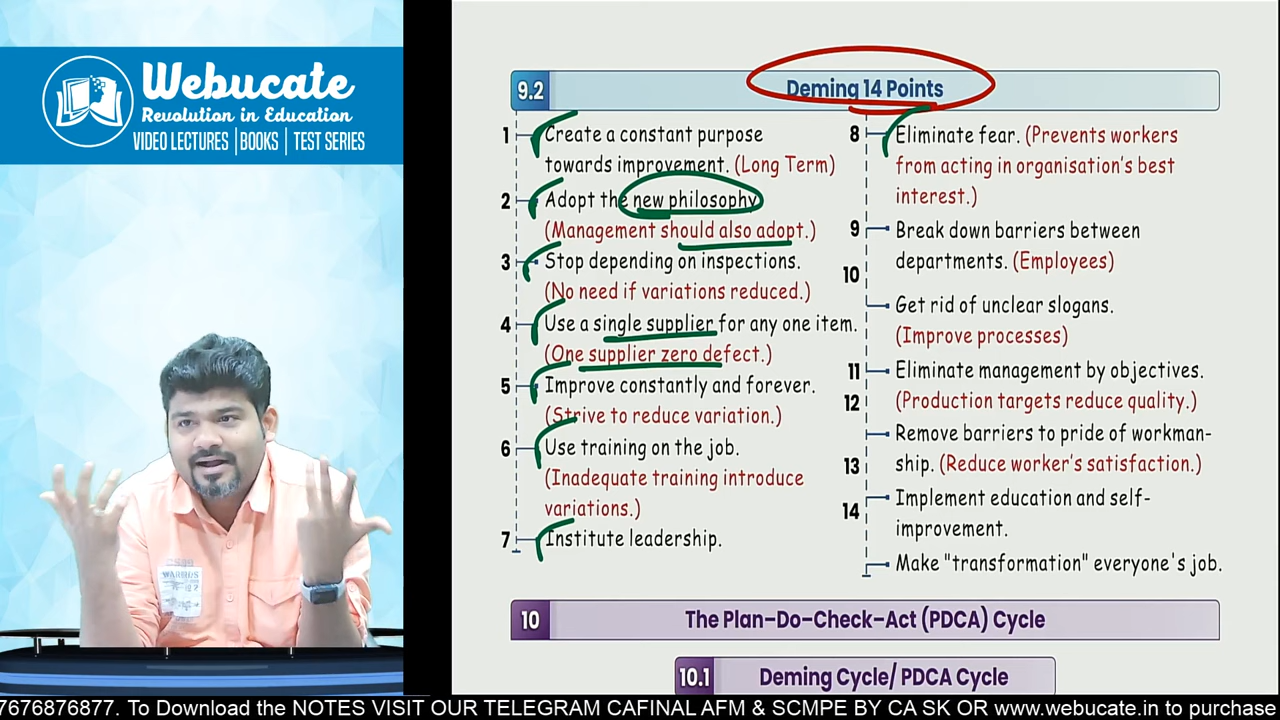 Webucate
Revolution in Education
VIDEO LECTURES | BOOKS | TEST SERIES
9.2 Deming 14 Points
1 Create a constant purpose
towards improvement. (Long Term)
2 Adopt the new philosophy
(Management should also adopt.)
3 Stop depending on inspections.
(No need if variations reduced.)
4 Use a single supplier for any one item.
(One supplier zero defect.)
5 Improve constantly and forever.
(Strive to reduce variation.)
6 Use training on the job.
(Inadequate training introduce
variations.)
7 Institute leadership.
8 Eliminate fear. (Prevents workers
from acting in organisation's best
interest.)
9 Break down barriers between
departments. (Employees)
10
Get rid of unclear slogans.
(Improve processes)
11 Eliminate management by objectives.
12 (Production targets reduce quality.)
Remove barriers to pride of workman-
13 ship. (Reduce worker's satisfaction.)
Implement education and self-
14
improvement.
Make "transformation" everyone's job.
10 The Plan-Do-Check-Act (PDCA) Cycle
10.1 Deming Cycle/ PDCA Cycle
7676876877. To Download the NOTES VISIT OUR TELEGRAM CAFINAL AFM & SCMPE BY CA SK OR www.webucate.in to purchase